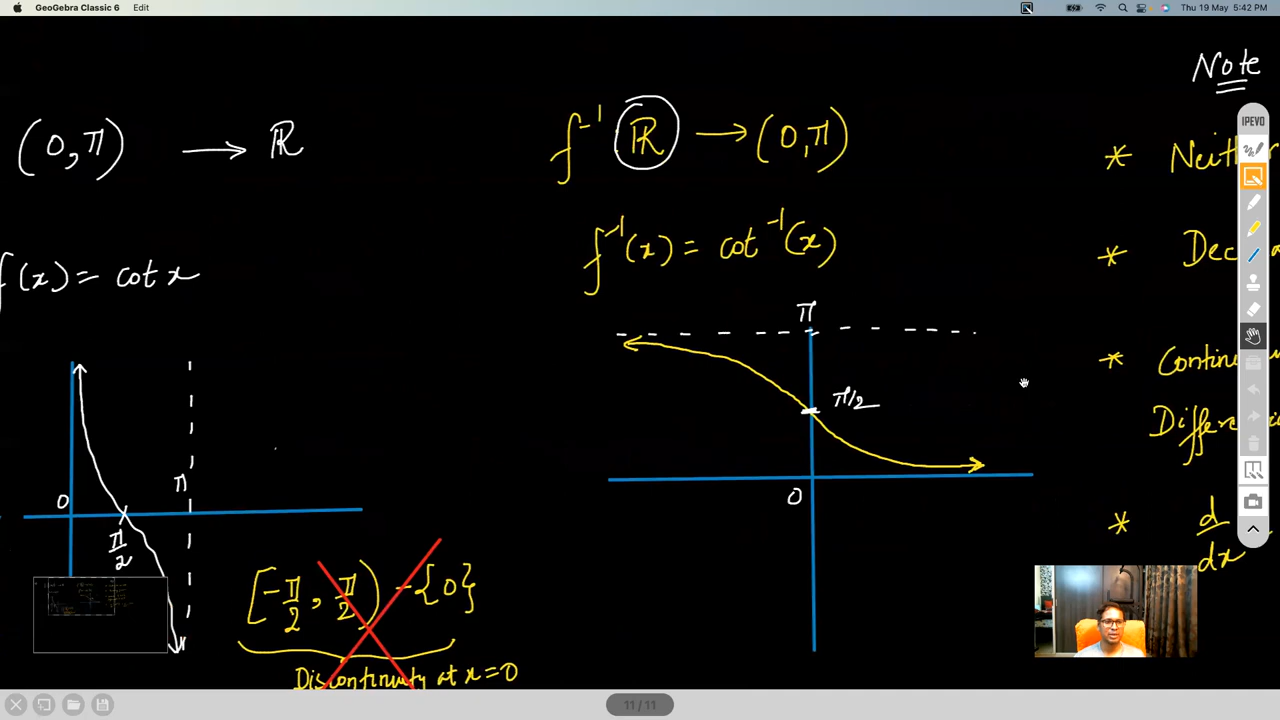 GeoGebra Classic 6 Edit Thu 19 May 5:42 PM
Note
(0,π) ⟶ ℝ
f⁻¹ ℝ ⟶ (0,π)
* Neith
IPEVO
f⁻¹(x) = cot⁻¹(x)
* Dec
f(x) = cot x
π
π/2
0
* Contin
Differe
0
π
π/2
* d/dx
[-π/2, π/2) - {0}
Discontinuity at x=0
11 / 11